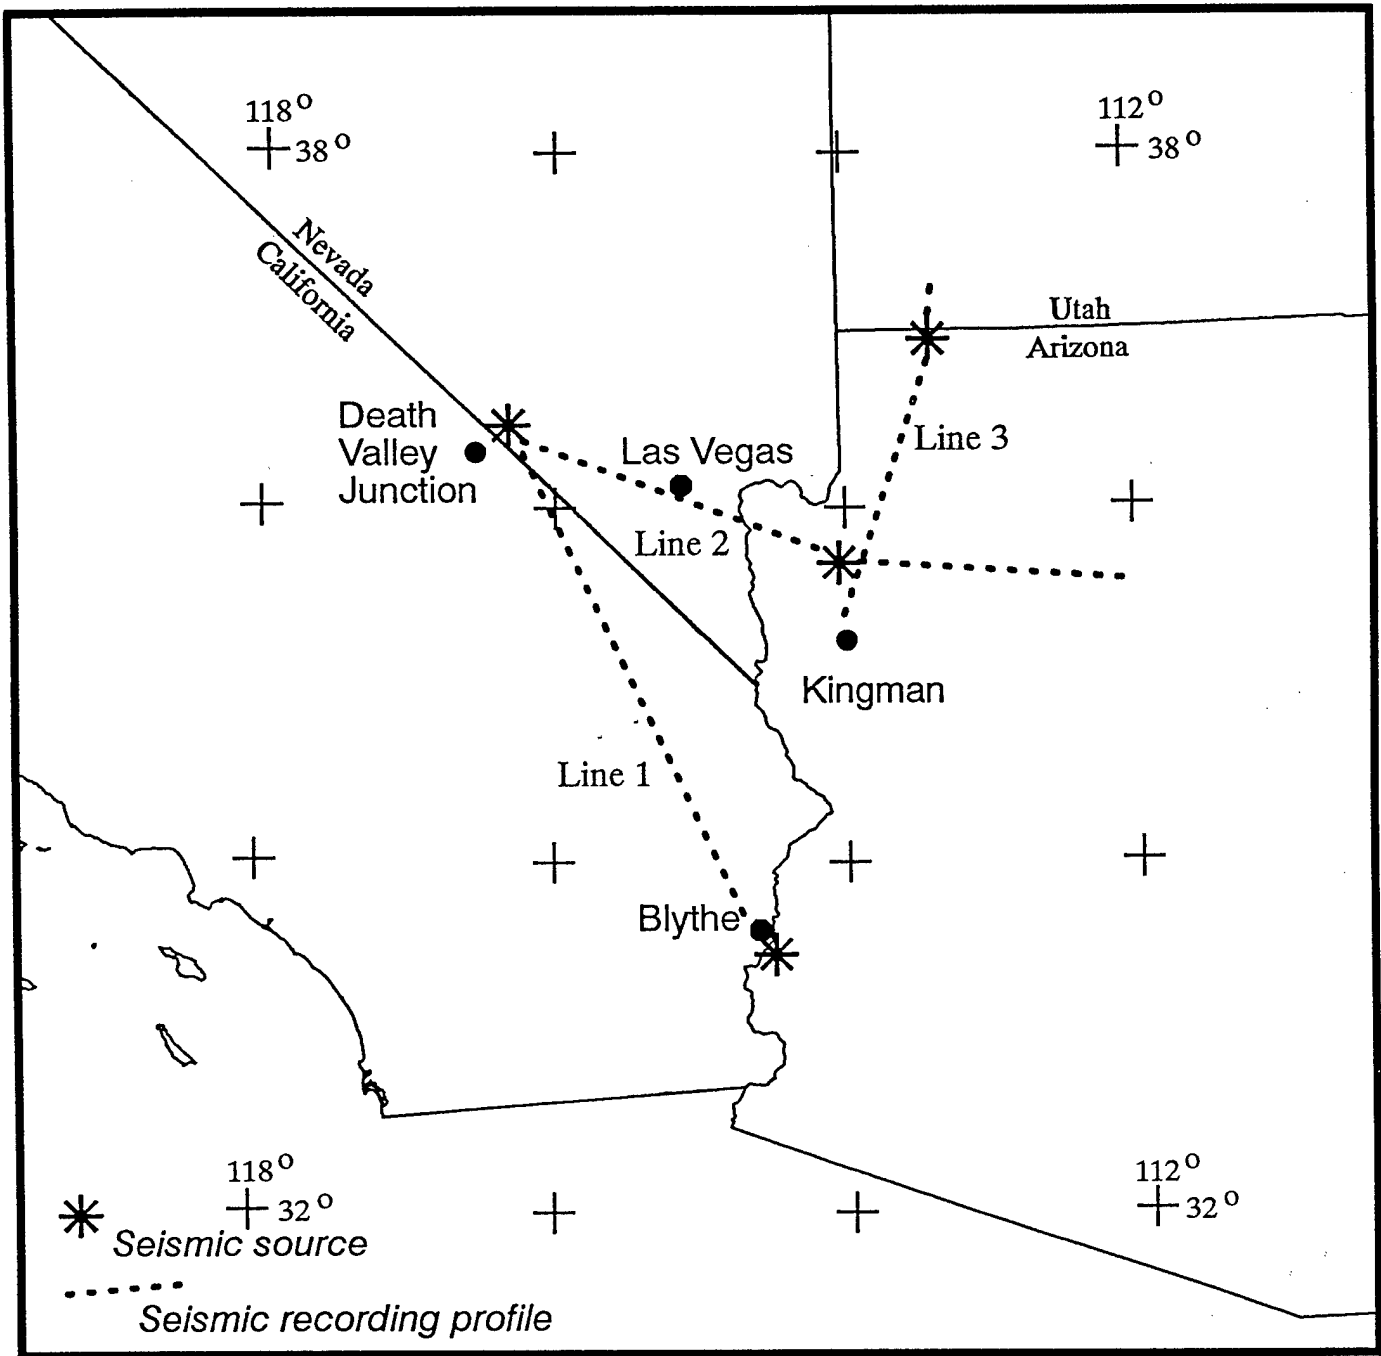 118°
38°
112°
38°
Nevada
California
Utah
Arizona
Death
Valley
Junction
Las Vegas
Line 3
Line 2
Kingman
Line 1
Blythe
118°
32°
112°
32°
Seismic source
Seismic recording profile